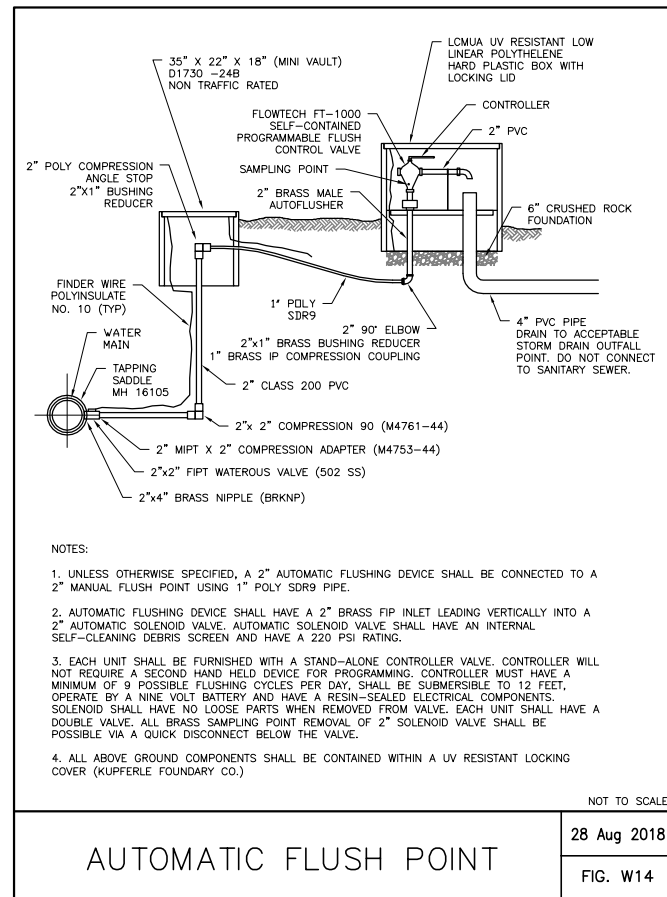 LCMUA UV RESISTANT LOW
LINEAR POLYTHELENE
HARD PLASTIC BOX WITH
LOCKING LID
35" X 22" X 18" (MINI VAULT)
D1730 -24B
NON TRAFFIC RATED
CONTROLLER
FLOWTECH FT-1000
SELF-CONTAINED
PROGRAMMABLE FLUSH
CONTROL VALVE
2" PVC
SAMPLING POINT
2" POLY COMPRESSION
ANGLE STOP
2"X1" BUSHING
REDUCER
2" BRASS MALE
AUTOFLUSHER
6" CRUSHED ROCK
FOUNDATION
FINDER WIRE
POLYINSULATE
NO. 10 (TYP)
1" POLY
SDR9
2" 90° ELBOW
2"x1" BRASS BUSHING REDUCER
1" BRASS IP COMPRESSION COUPLING
4" PVC PIPE
DRAIN TO ACCEPTABLE
STORM DRAIN OUTFALL
POINT. DO NOT CONNECT
TO SANITARY SEWER.
WATER
MAIN
TAPPING
SADDLE
MH 16105
2" CLASS 200 PVC
2"x 2" COMPRESSION 90 (M4761-44)
2" MIPT X 2" COMPRESSION ADAPTER (M4753-44)
2"x2" FIPT WATEROUS VALVE (502 SS)
2"x4" BRASS NIPPLE (BRKNP)
NOTES:
1. UNLESS OTHERWISE SPECIFIED, A 2" AUTOMATIC FLUSHING DEVICE SHALL BE CONNECTED TO A
2" MANUAL FLUSH POINT USING 1" POLY SDR9 PIPE.
2. AUTOMATIC FLUSHING DEVICE SHALL HAVE A 2" BRASS FIP INLET LEADING VERTICALLY INTO A
2" AUTOMATIC SOLENOID VALVE. AUTOMATIC SOLENOID VALVE SHALL HAVE AN INTERNAL
SELF-CLEANING DEBRIS SCREEN AND HAVE A 220 PSI RATING.
3. EACH UNIT SHALL BE FURNISHED WITH A STAND-ALONE CONTROLLER VALVE. CONTROLLER WILL
NOT REQUIRE A SECOND HAND HELD DEVICE FOR PROGRAMMING. CONTROLLER MUST HAVE A
MINIMUM OF 9 POSSIBLE FLUSHING CYCLES PER DAY, SHALL BE SUBMERSIBLE TO 12 FEET,
OPERATE BY A NINE VOLT BATTERY AND HAVE A RESIN-SEALED ELECTRICAL COMPONENTS.
SOLENOID SHALL HAVE NO LOOSE PARTS WHEN REMOVED FROM VALVE. EACH UNIT SHALL HAVE A
DOUBLE VALVE. ALL BRASS SAMPLING POINT REMOVAL OF 2" SOLENOID VALVE SHALL BE
POSSIBLE VIA A QUICK DISCONNECT BELOW THE VALVE.
4. ALL ABOVE GROUND COMPONENTS SHALL BE CONTAINED WITHIN A UV RESISTANT LOCKING
COVER (KUPFERLE FOUNDARY CO.)
NOT TO SCALE
AUTOMATIC FLUSH POINT
28 Aug 2018
FIG. W14